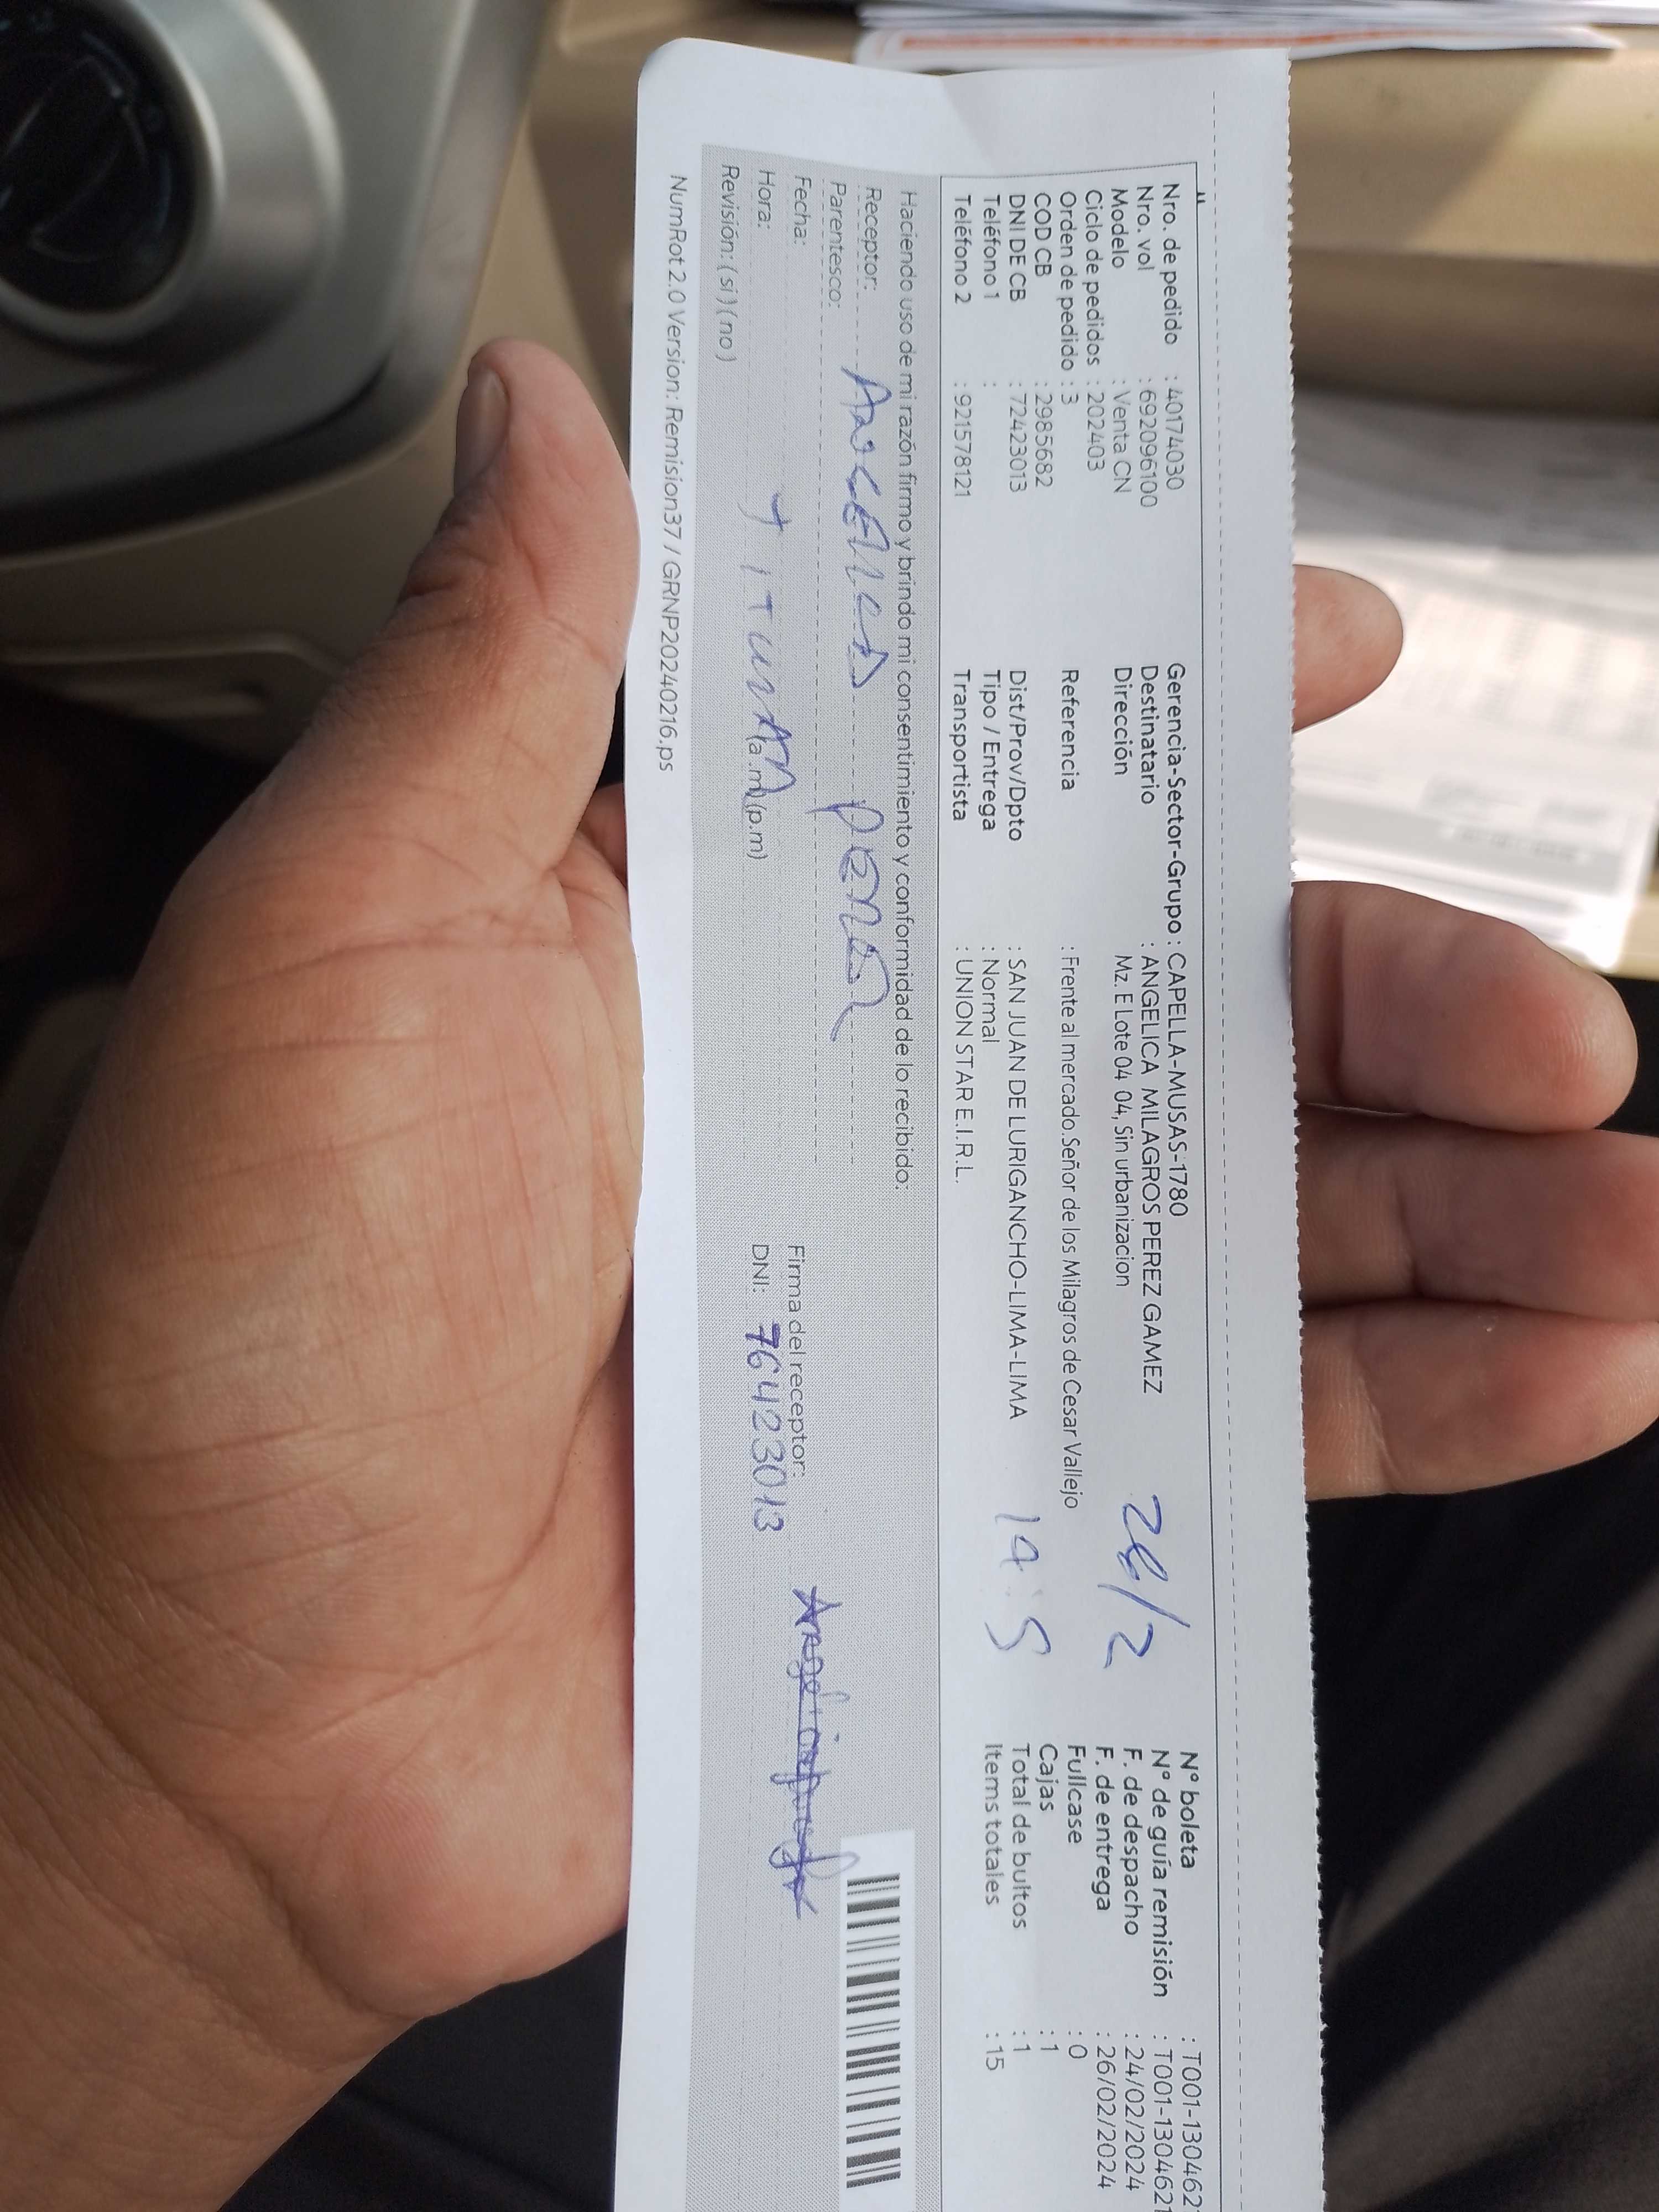 Nro. de pedido : 40174030
Nro. vol : 692096100
Modelo : Venta CN
Ciclo de pedidos : 202403
Orden de pedido : 3
COD CB : 2985682
DNI DE CB : 72423013
Teléfono 1 :
Teléfono 2 : 921578121
Gerencia-Sector-Grupo : CAPELLA-MUSAS-1780
Destinatario : ANGELICA MILAGROS PEREZ GAMEZ
Dirección Mz. E Lote 04 04, Sin urbanizacion
Referencia : Frente al mercado Señor de los Milagros de Cesar Vallejo
Dist/Prov/Dpto : SAN JUAN DE LURIGANCHO-LIMA-LIMA
Tipo / Entrega : Normal
Transportista : UNION STAR E.I.R.L.
26/2
14:5
N° boleta : T001-130462
N° de guía remisión : T001-1304621
F. de despacho : 24/02/2024
F. de entrega : 26/02/2024
Fullcase : 0
Cajas : 1
Total de bultos : 1
Items totales : 15
Haciendo uso de mi razón firmo y brindo mi consentimiento y conformidad de lo recibido:
Receptor:
Parentesco:
Fecha:
Hora: (a.m) (p.m)
Revisión: (si) (no)
Firma del receptor:
DNI: 76423013
NumRot 2.0 Version: Remision37 / GRNP20240216.ps